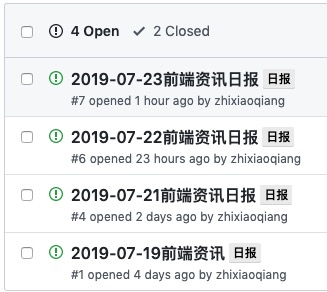 4 Open 2 Closed
2019-07-23前端资讯日报 日报
#7 opened 1 hour ago by zhixiaoqiang
2019-07-22前端资讯日报 日报
#6 opened 23 hours ago by zhixiaoqiang
2019-07-21前端资讯日报 日报
#4 opened 2 days ago by zhixiaoqiang
2019-07-19前端资讯 日报
#1 opened 4 days ago by zhixiaoqiang